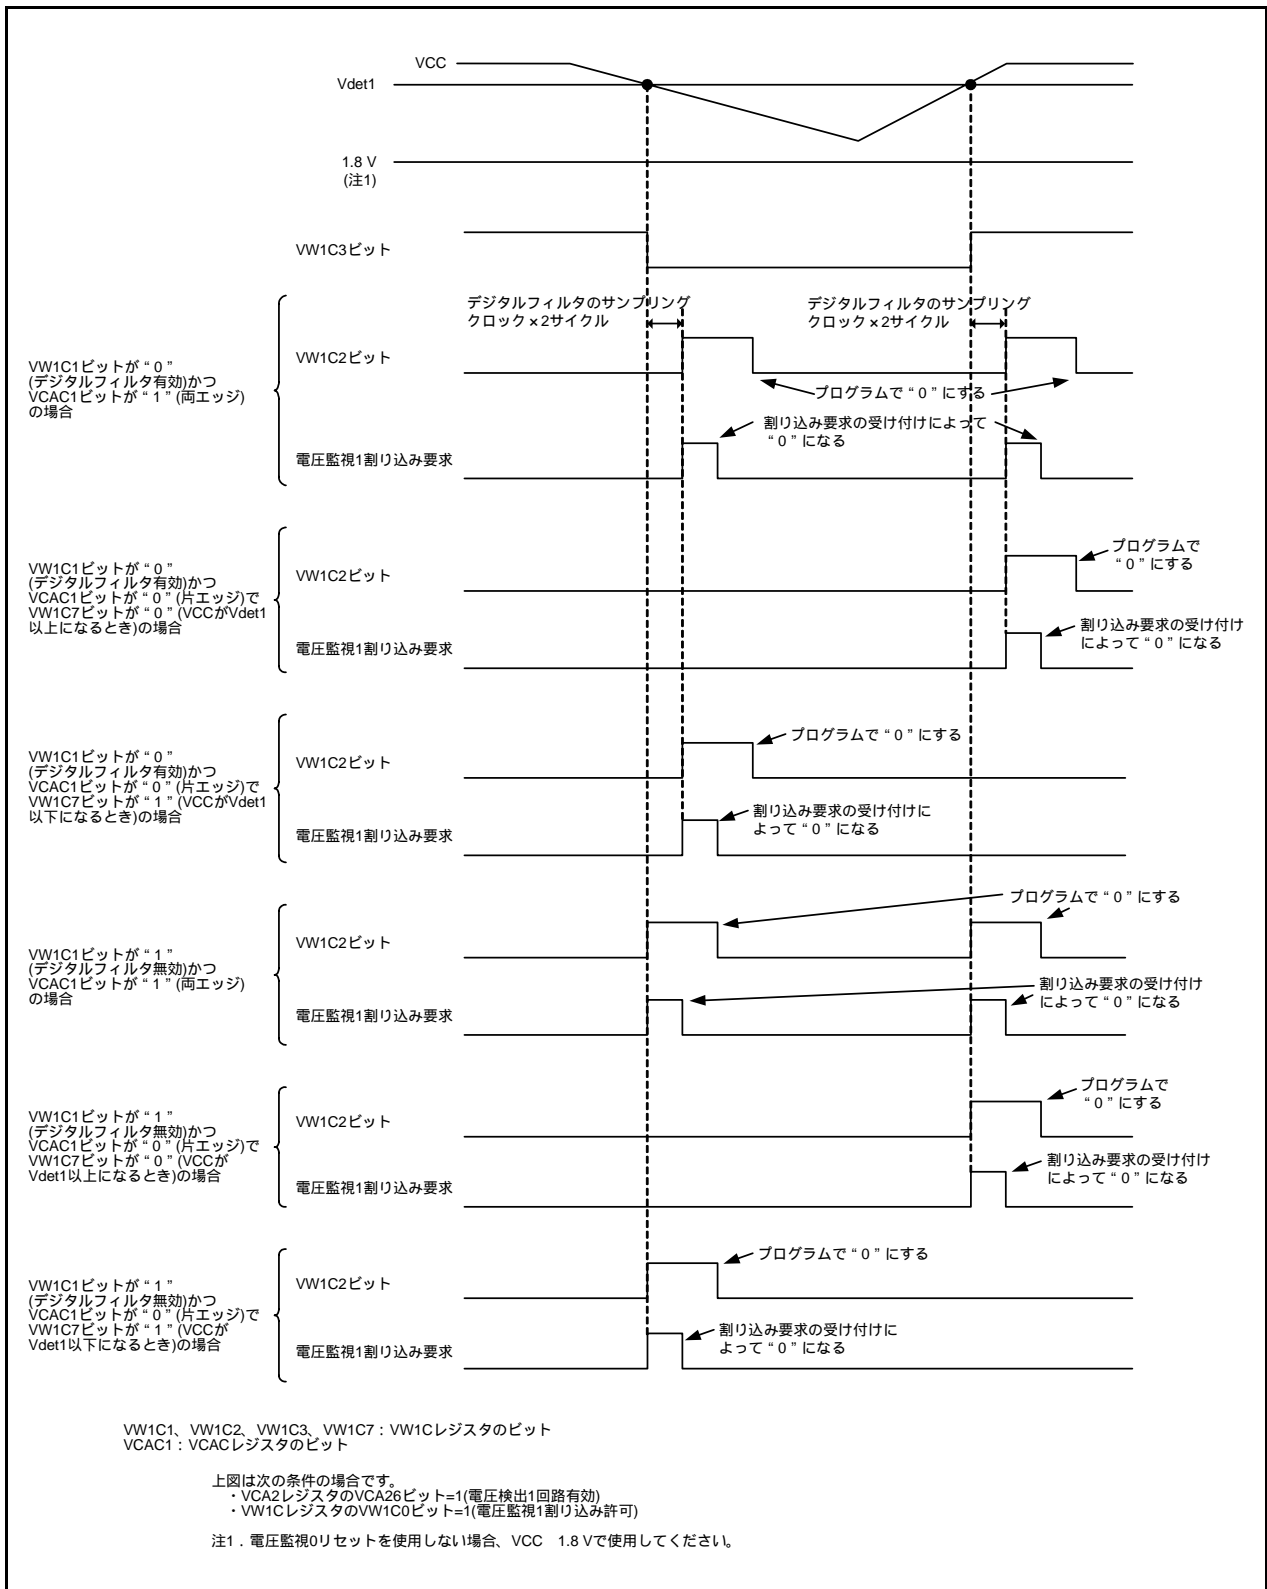 VCC
Vdet1
1.8 V
(注1)
VW1C3ビット
VW1C1ビットが“0”
(デジタルフィルタ有効)かつ
VCAC1ビットが“1”(両エッジ)
の場合
デジタルフィルタのサンプリング
クロック×2サイクル
デジタルフィルタのサンプリング
クロック×2サイクル
VW1C2ビット
プログラムで“0”にする
割り込み要求の受け付けによって
“0”になる
電圧監視1割り込み要求
VW1C1ビットが“0”
(デジタルフィルタ有効)かつ
VCAC1ビットが“0”(片エッジ)で
VW1C7ビットが“0”(VCCがVdet1
以上になるとき)の場合
VW1C2ビット
プログラムで
“0”にする
電圧監視1割り込み要求
割り込み要求の受け付け
によって“0”になる
VW1C1ビットが“0”
(デジタルフィルタ有効)かつ
VCAC1ビットが“0”(片エッジ)で
VW1C7ビットが“1”(VCCがVdet1
以下になるとき)の場合
VW1C2ビット
プログラムで“0”にする
電圧監視1割り込み要求
割り込み要求の受け付けに
よって“0”になる
VW1C1ビットが“1”
(デジタルフィルタ無効)かつ
VCAC1ビットが“1”(両エッジ)
の場合
VW1C2ビット
プログラムで“0”にする
電圧監視1割り込み要求
割り込み要求の受け付け
によって“0”になる
VW1C1ビットが“1”
(デジタルフィルタ無効)かつ
VCAC1ビットが“0”(片エッジ)で
VW1C7ビットが“0”(VCCが
Vdet1以上になるとき)の場合
VW1C2ビット
プログラムで
“0”にする
電圧監視1割り込み要求
割り込み要求の受け付け
によって“0”になる
VW1C1ビットが“1”
(デジタルフィルタ無効)かつ
VCAC1ビットが“0”(片エッジ)で
VW1C7ビットが“1”(VCCが
Vdet1以下になるとき)の場合
VW1C2ビット
プログラムで“0”にする
電圧監視1割り込み要求
割り込み要求の受け付けに
よって“0”になる
VW1C1、VW1C2、VW1C3、VW1C7：VW1Cレジスタのビット
VCAC1：VCACレジスタのビット
上図は次の条件の場合です。
・VCA2レジスタのVCA26ビット=1(電圧検出1回路有効)
・VW1CレジスタのVW1C0ビット=1(電圧監視1割り込み許可)
注1．電圧監視0リセットを使用しない場合、VCC　1.8 Vで使用してください。